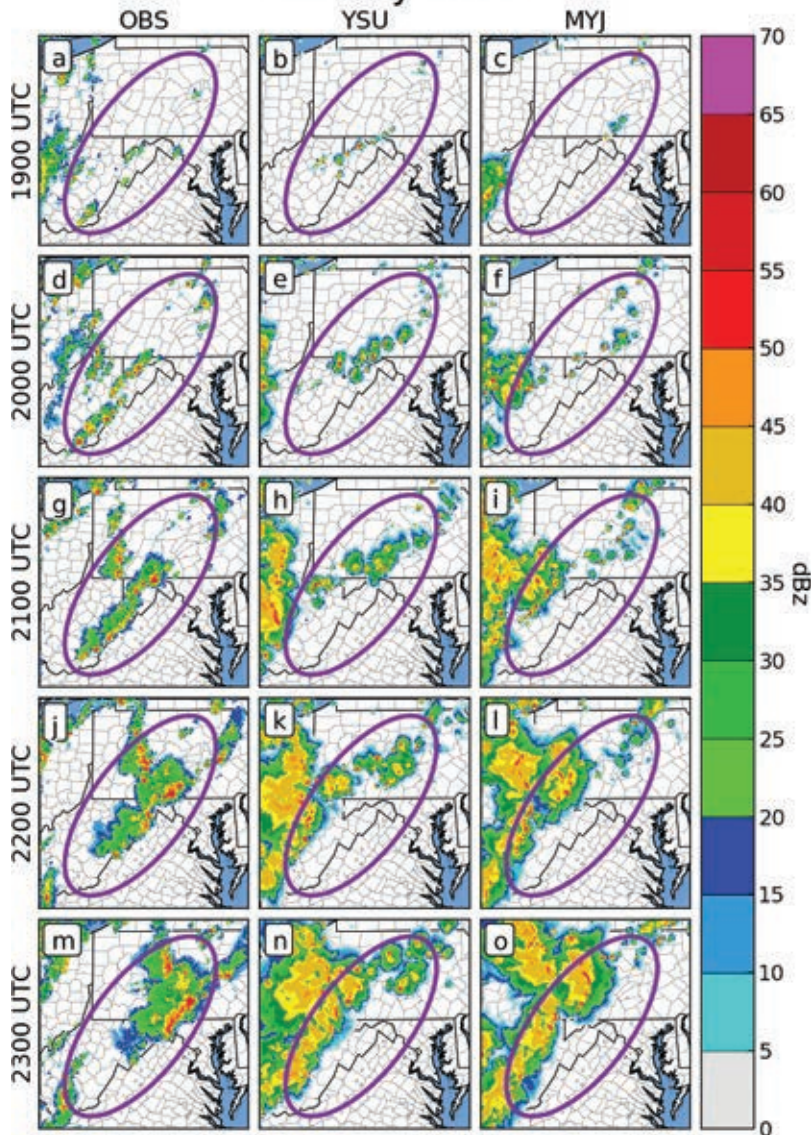 OBS YSU MYJ
1900 UTC
a b c
2000 UTC
d e f
2100 UTC
g h i
2200 UTC
j k l
2300 UTC
m n o
70
65
60
55
50
45
40
35
30
25
20
15
10
5
0
dBZ